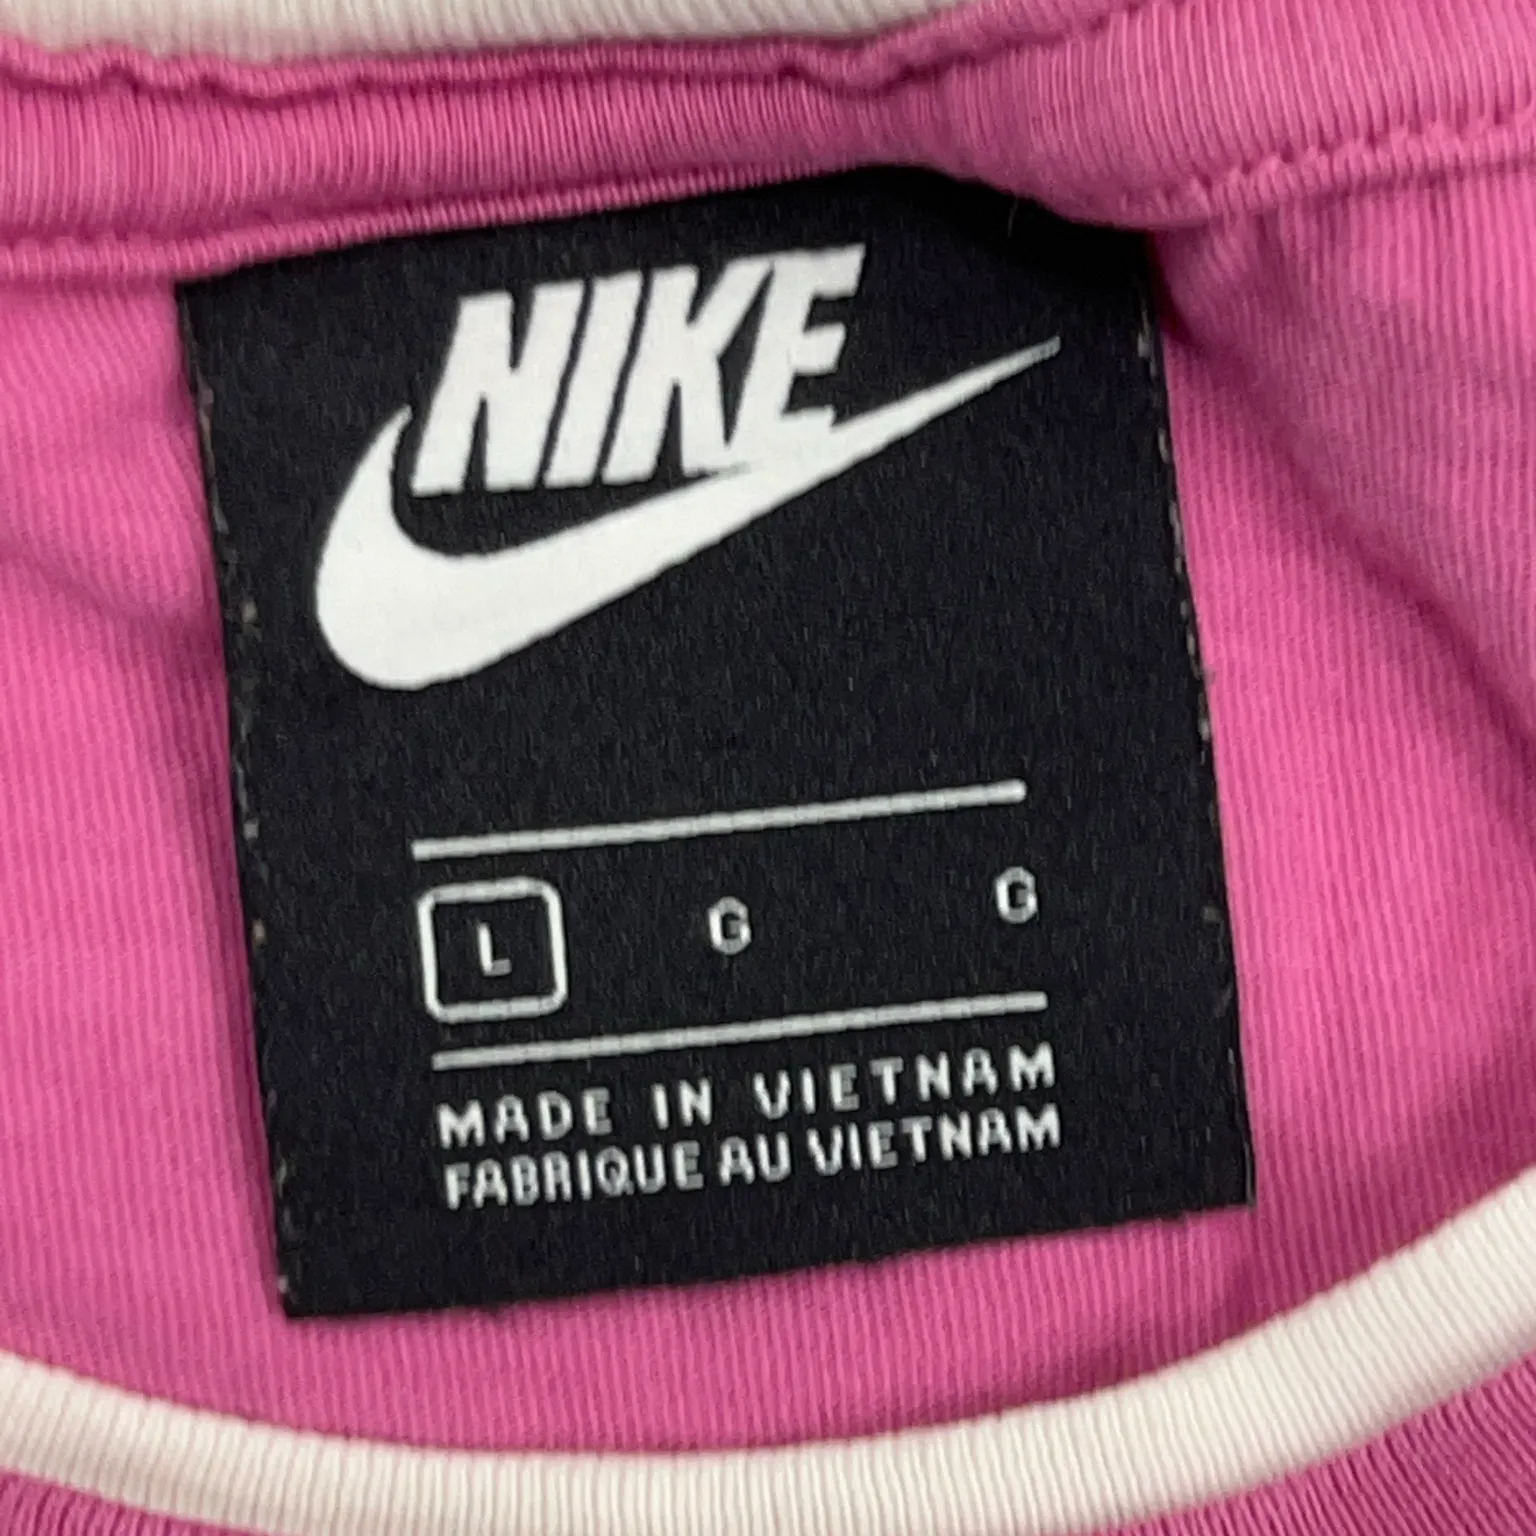 NIKE
L G G
MADE IN VIETNAM
FABRIQUE AU VIETNAM